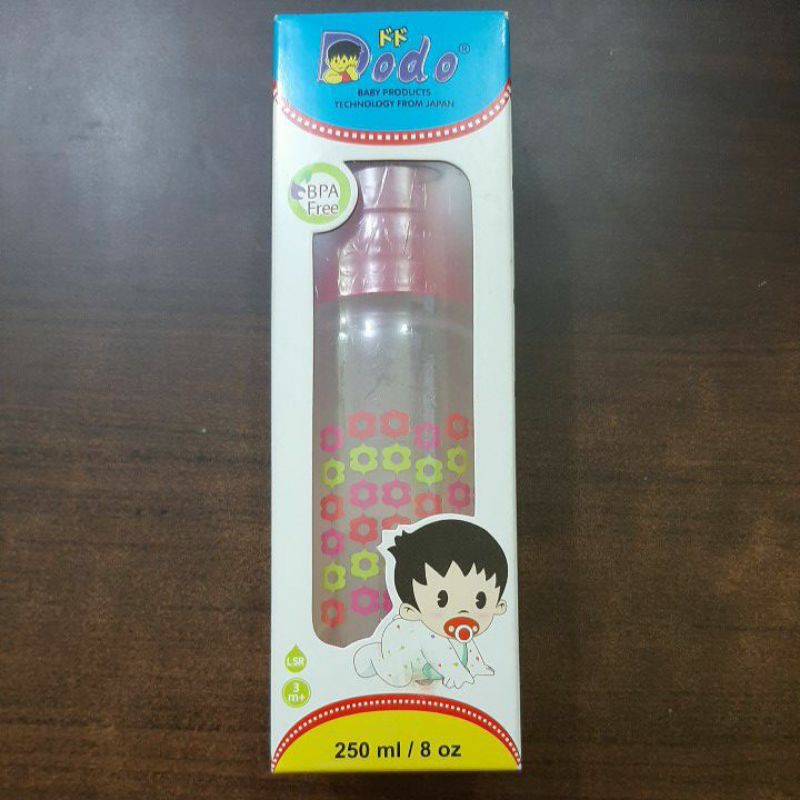 ドド
Dodo®
BABY PRODUCTS
TECHNOLOGY FROM JAPAN
BPA
Free
LSR
3
m+
250 ml / 8 oz